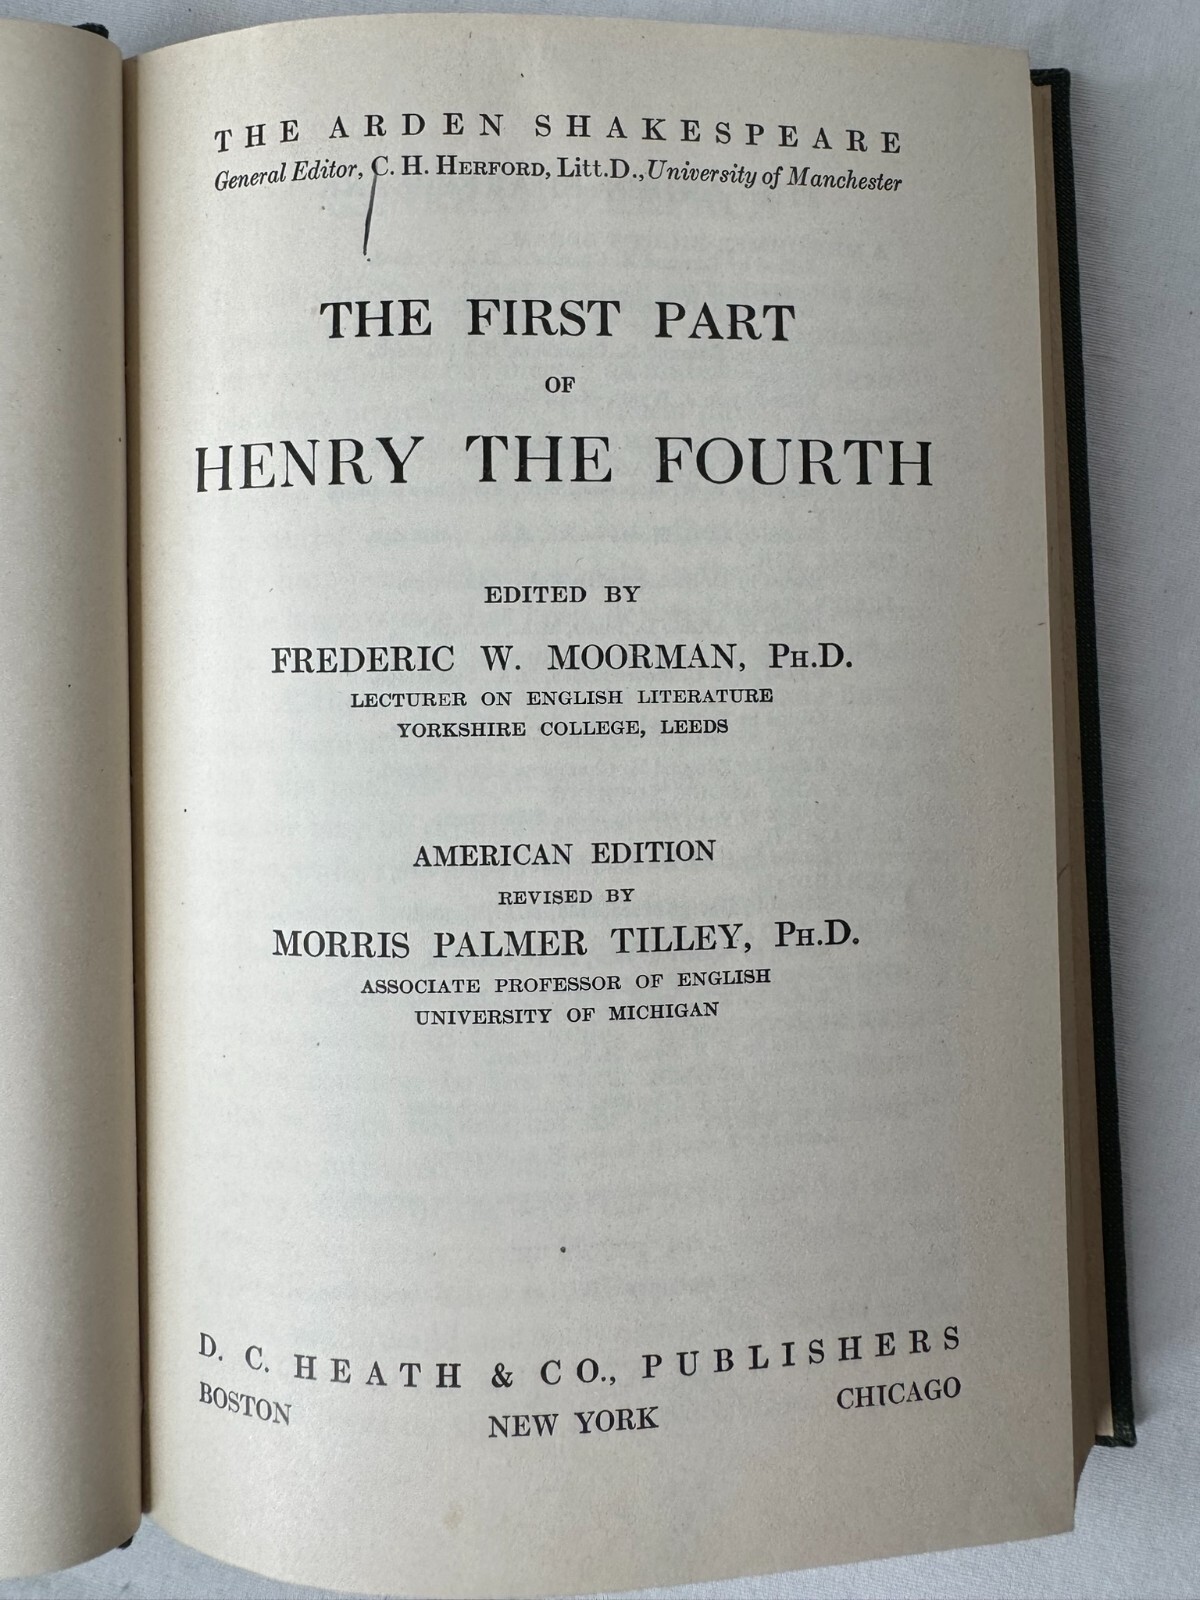 THE ARDEN SHAKESPEARE
General Editor, C. H. HERFORD, Litt.D., University of Manchester
THE FIRST PART
OF
HENRY THE FOURTH
EDITED BY
FREDERIC W. MOORMAN, PH.D.
LECTURER ON ENGLISH LITERATURE
YORKSHIRE COLLEGE, LEEDS
AMERICAN EDITION
REVISED BY
MORRIS PALMER TILLEY, PH.D.
ASSOCIATE PROFESSOR OF ENGLISH
UNIVERSITY OF MICHIGAN
D. C. HEATH & CO., PUBLISHERS
BOSTON NEW YORK CHICAGO